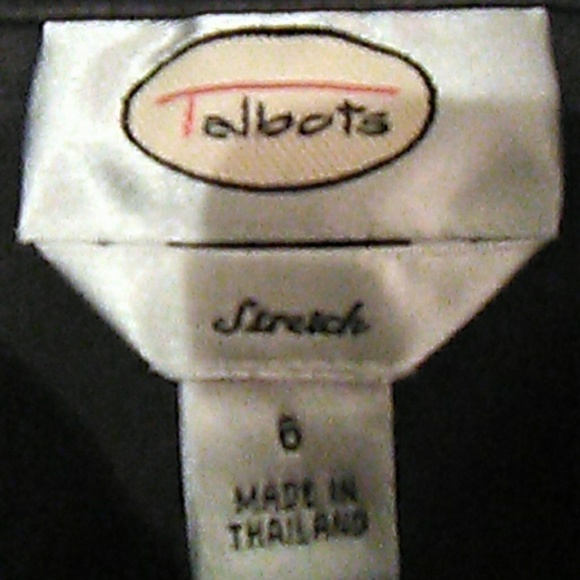 Talbots
Stretch
6
MADE IN
THAILAND